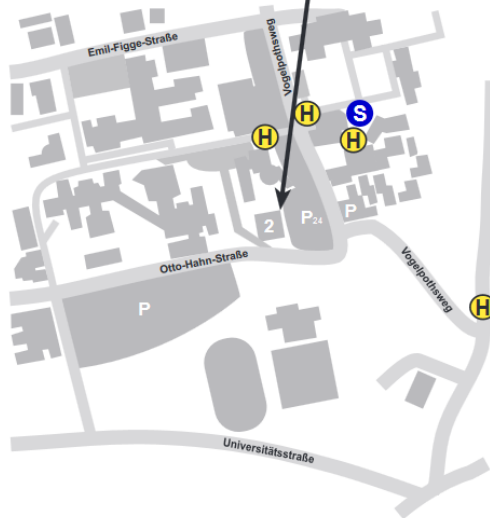 Emil-Figge-Straße
Vogelpothsweg
H
S
H
H
2
P24
P
Otto-Hahn-Straße
Vogelpothsweg
P
H
Universitätsstraße